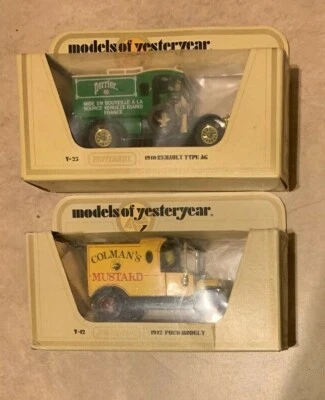 models of yesteryear
Perrier
MISE EN BOUTEILLE A LA
SOURCE VERGEZE (GARD)
FRANCE
Y-25
MATCHBOX
1910 RENAULT TYPE AG
models of yesteryear®
COLMAN'S
MUSTARD
Y-12
1912 FORD MODEL T